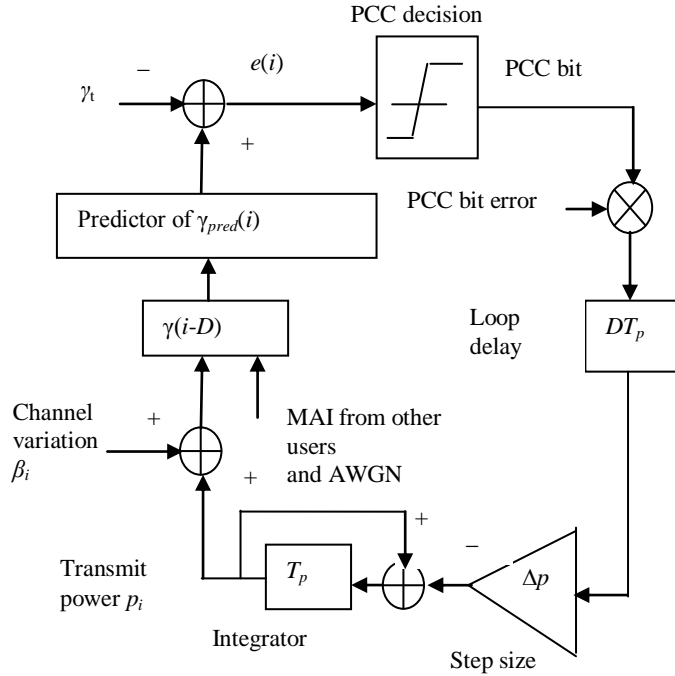 PCC decision
−
e(i)
PCC bit
γt
+
PCC bit error
Predictor of γpred(i)
Loop
delay
DTp
γ(i-D)
Channel
variation
βi
+
MAI from other
users
and AWGN
+
+
−
Δp
Transmit
power pi
Tp
Integrator
Step size